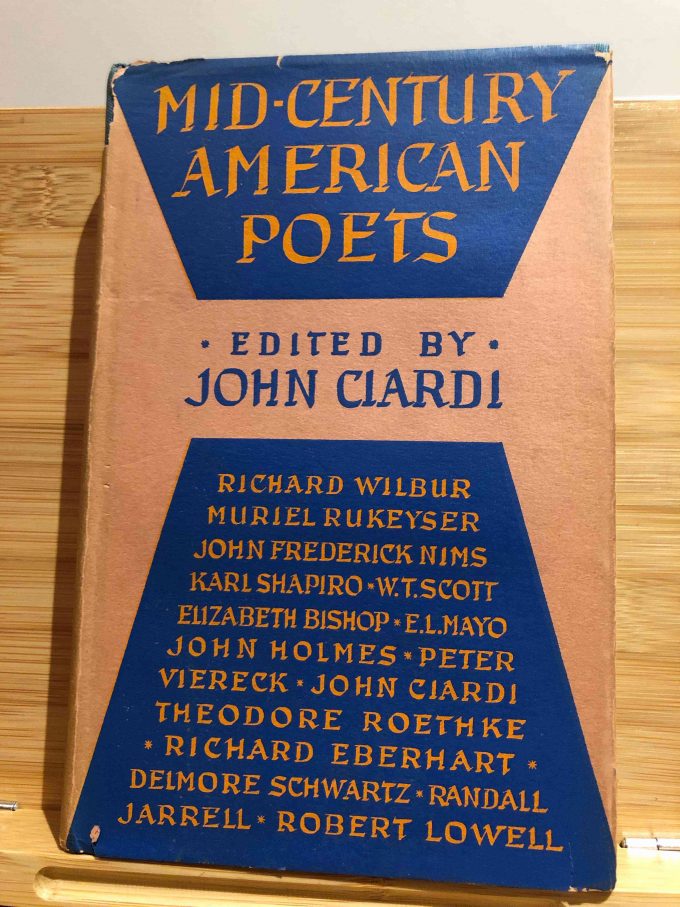 MID-CENTURY
AMERICAN
POETS
· EDITED BY ·
JOHN CIARDI
RICHARD WILBUR
MURIEL RUKEYSER
JOHN FREDERICK NIMS
KARL SHAPIRO * W.T. SCOTT
ELIZABETH BISHOP * E.L. MAYO
JOHN HOLMES * PETER
VIERECK * JOHN CIARDI
THEODORE ROETHKE
* RICHARD EBERHART *
DELMORE SCHWARTZ * RANDALL
JARRELL * ROBERT LOWELL